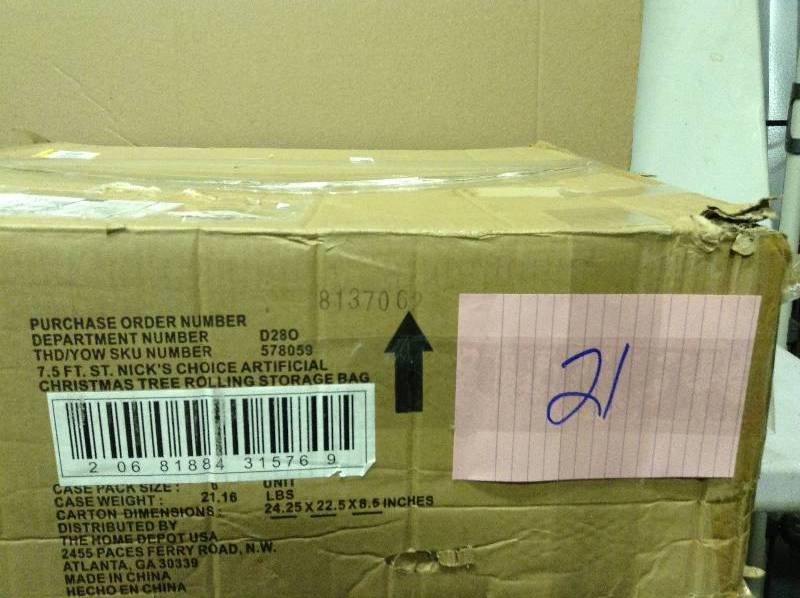 8137002
PURCHASE ORDER NUMBER
DEPARTMENT NUMBER D28O
THD/YOW SKU NUMBER 578059
7.5 FT. ST. NICK'S CHOICE ARTIFICIAL
CHRISTMAS TREE ROLLING STORAGE BAG
21
2 06 81884 31576 9
CASE PACK SIZE : 6 UNIT
CASE WEIGHT : 21.16 LBS
CARTON DIMENSIONS : 24.25 X 22.5 X 8.5 INCHES
DISTRIBUTED BY
THE HOME DEPOT USA
2455 PACES FERRY ROAD, N.W.
ATLANTA, GA 30339
MADE IN CHINA
HECHO EN CHINA